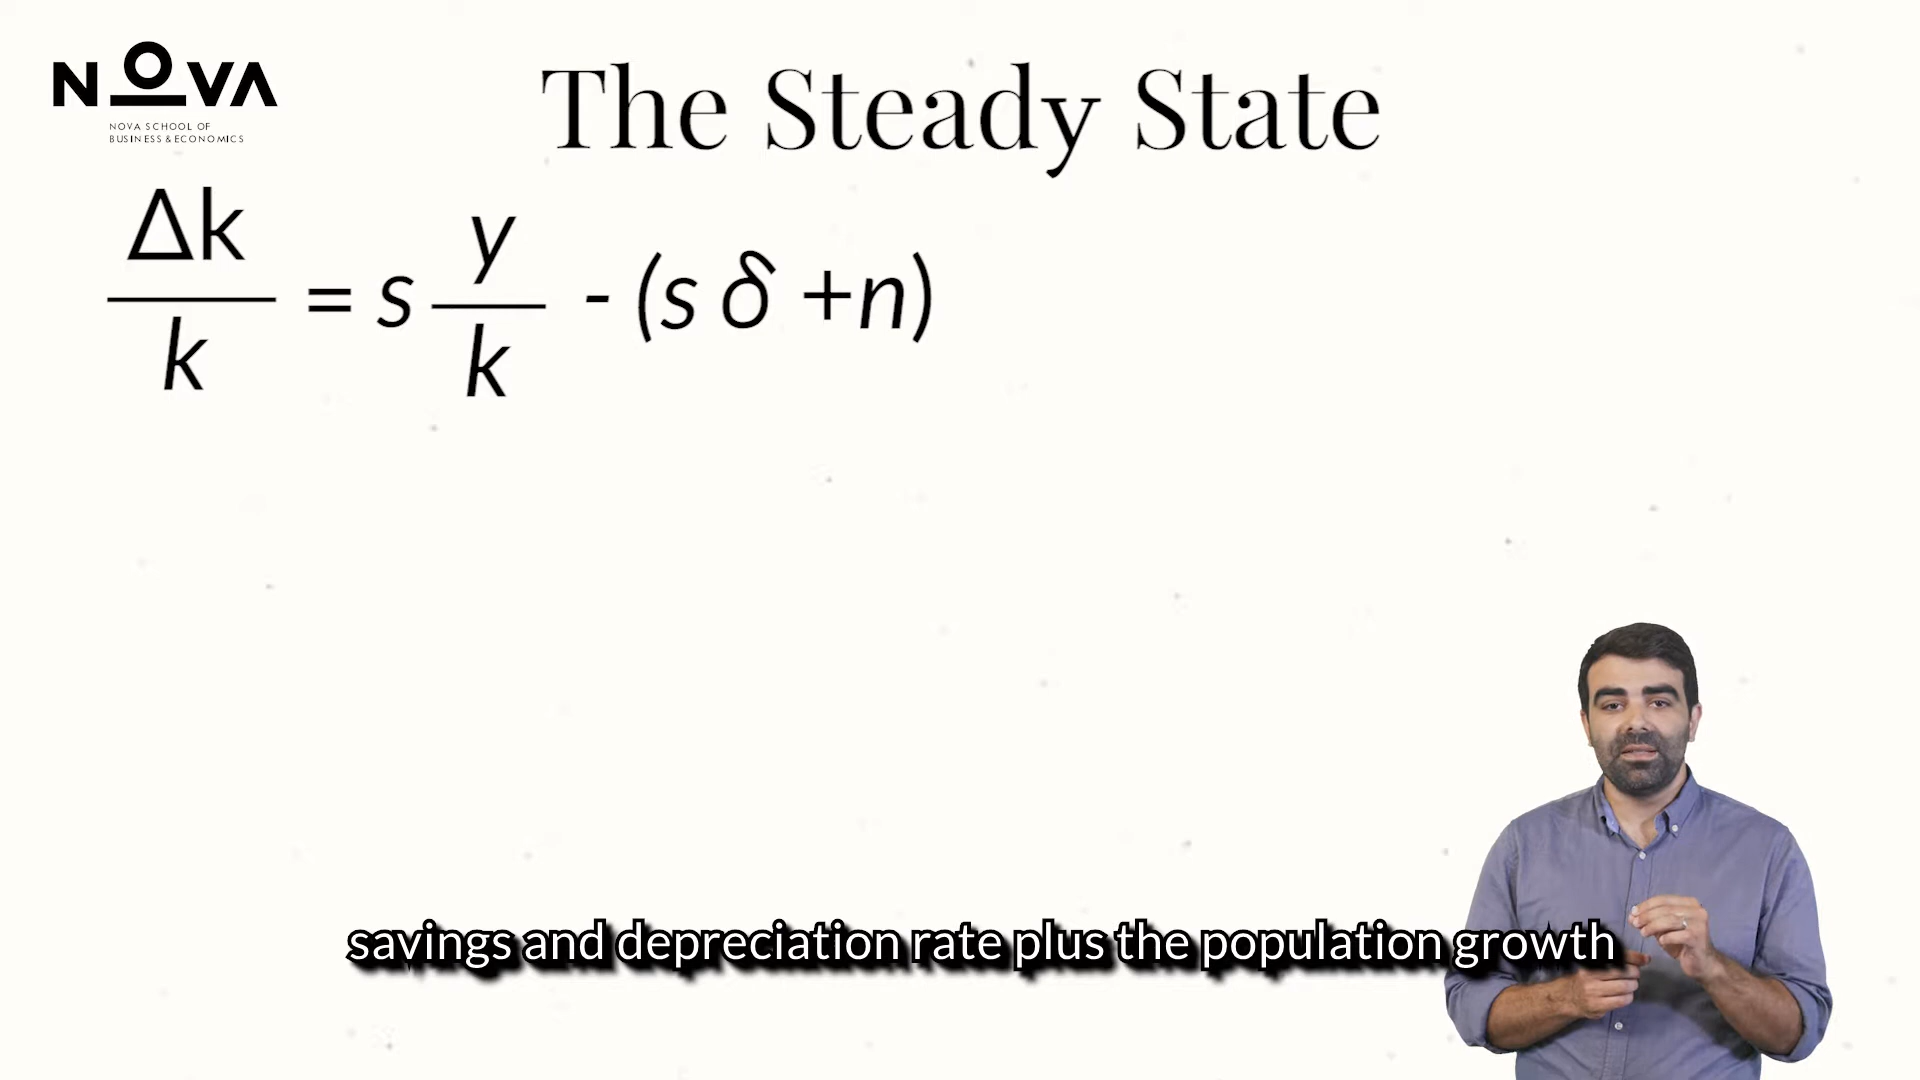 NOVA
NOVA SCHOOL OF
BUSINESS & ECONOMICS
The Steady State
Δk/k = s y/k - (s δ +n)
savings and depreciation rate plus the population growth